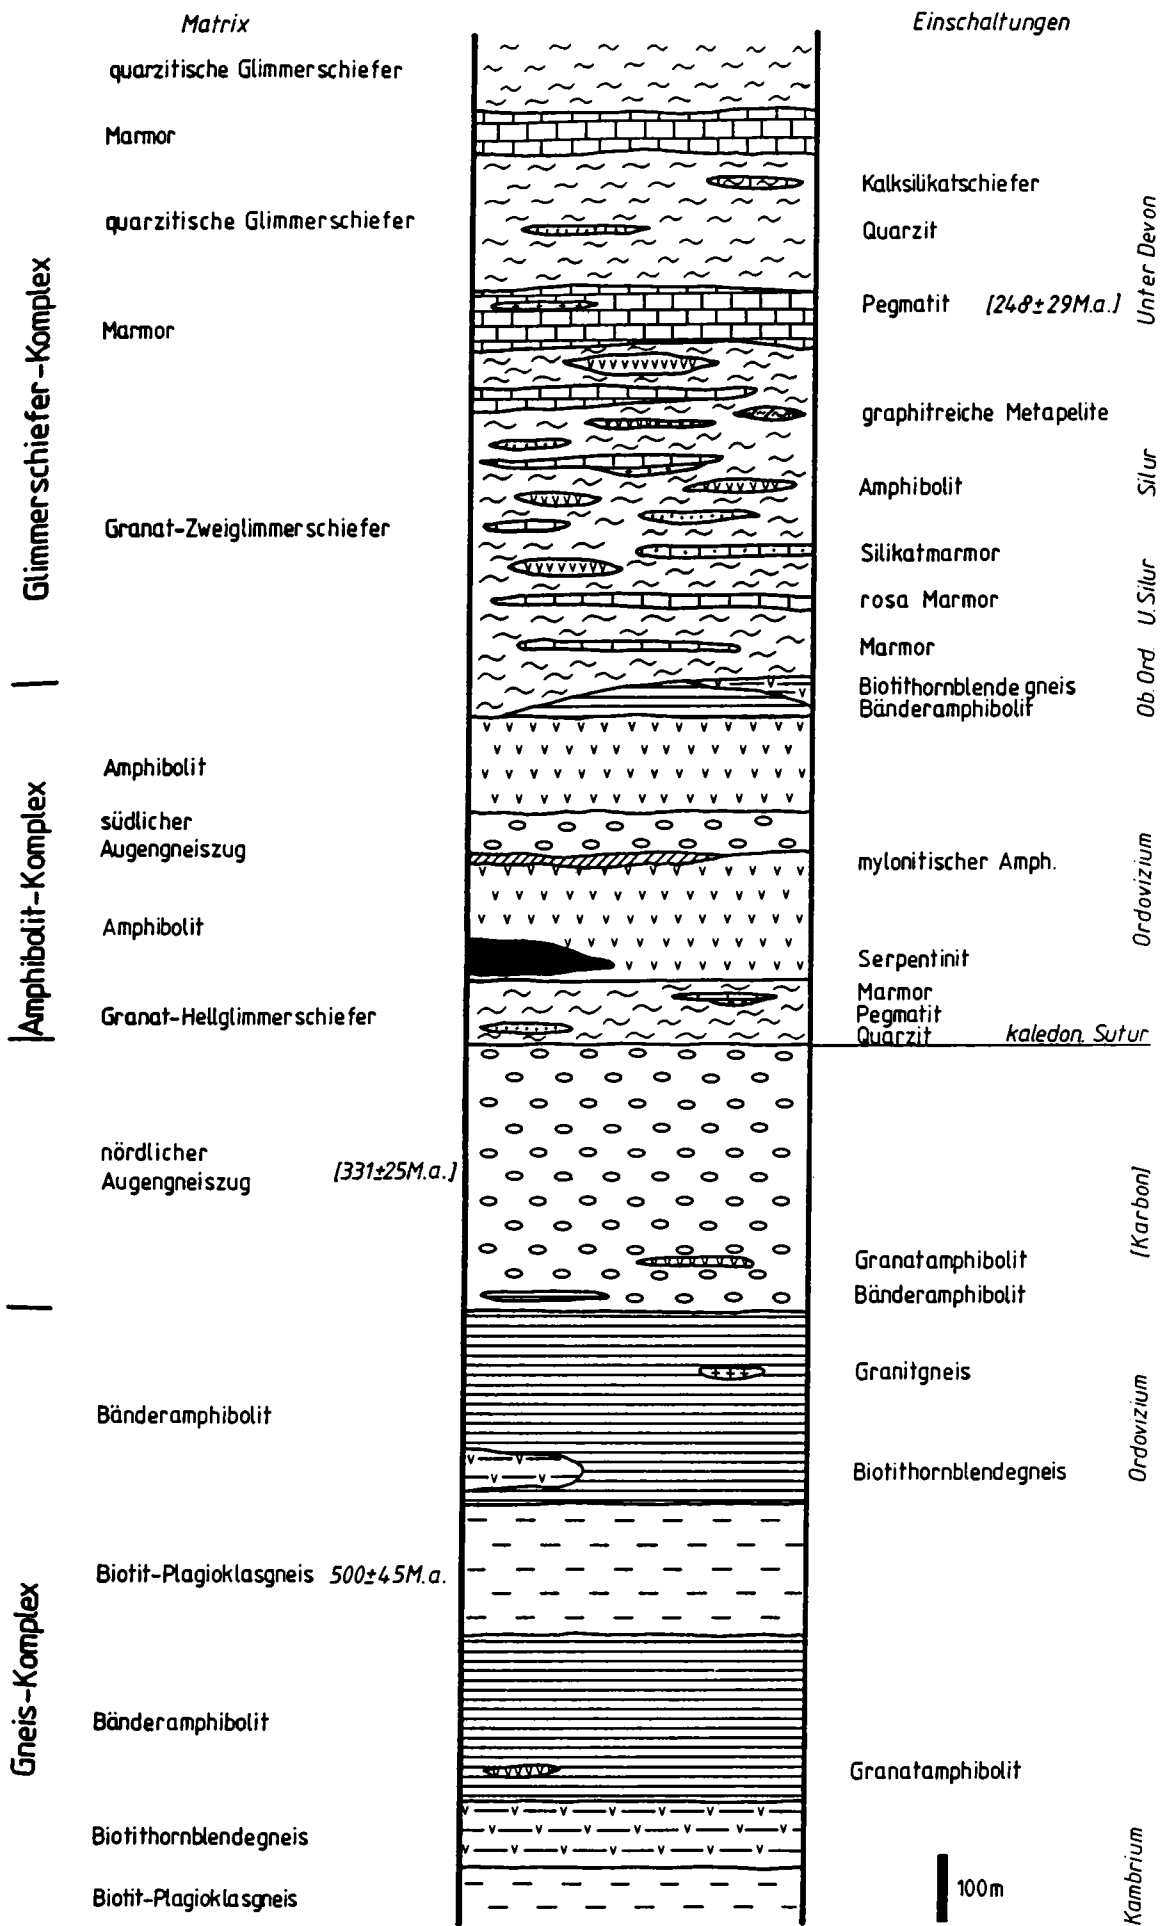 Matrix
Einschaltungen
quarzitische Glimmerschiefer
Marmor
Kalksilikatschiefer
quarzitische Glimmerschiefer
Quarzit
Unter Devon
Pegmatit [248±29M.a.]
Marmor
Glimmerschiefer-Komplex
graphitreiche Metapelite
Amphibolit
Silur
Granat-Zweiglimmerschiefer
Silikatmarmor
rosa Marmor
U. Silur
Marmor
Biotithornblendegneis
Bänderamphibolit
Ob. Ord.
Amphibolit
südlicher
Augengneiszug
mylonitischer Amph.
Ordovizium
Amphibolit-Komplex
Amphibolit
Serpentinit
Marmor
Granat-Hellglimmerschiefer
Pegmatit
Quarzit
kaledon. Sutur
nördlicher
Augengneiszug [331±25M.a.]
[Karbon]
Granatamphibolit
Bänderamphibolit
Granitgneis
Bänderamphibolit
Ordovizium
Biotithornblendegneis
Biotit-Plagioklasgneis 500±45M.a.
Gneis-Komplex
Bänderamphibolit
Granatamphibolit
Biotithornblendegneis
Biotit-Plagioklasgneis
100m
Kambrium